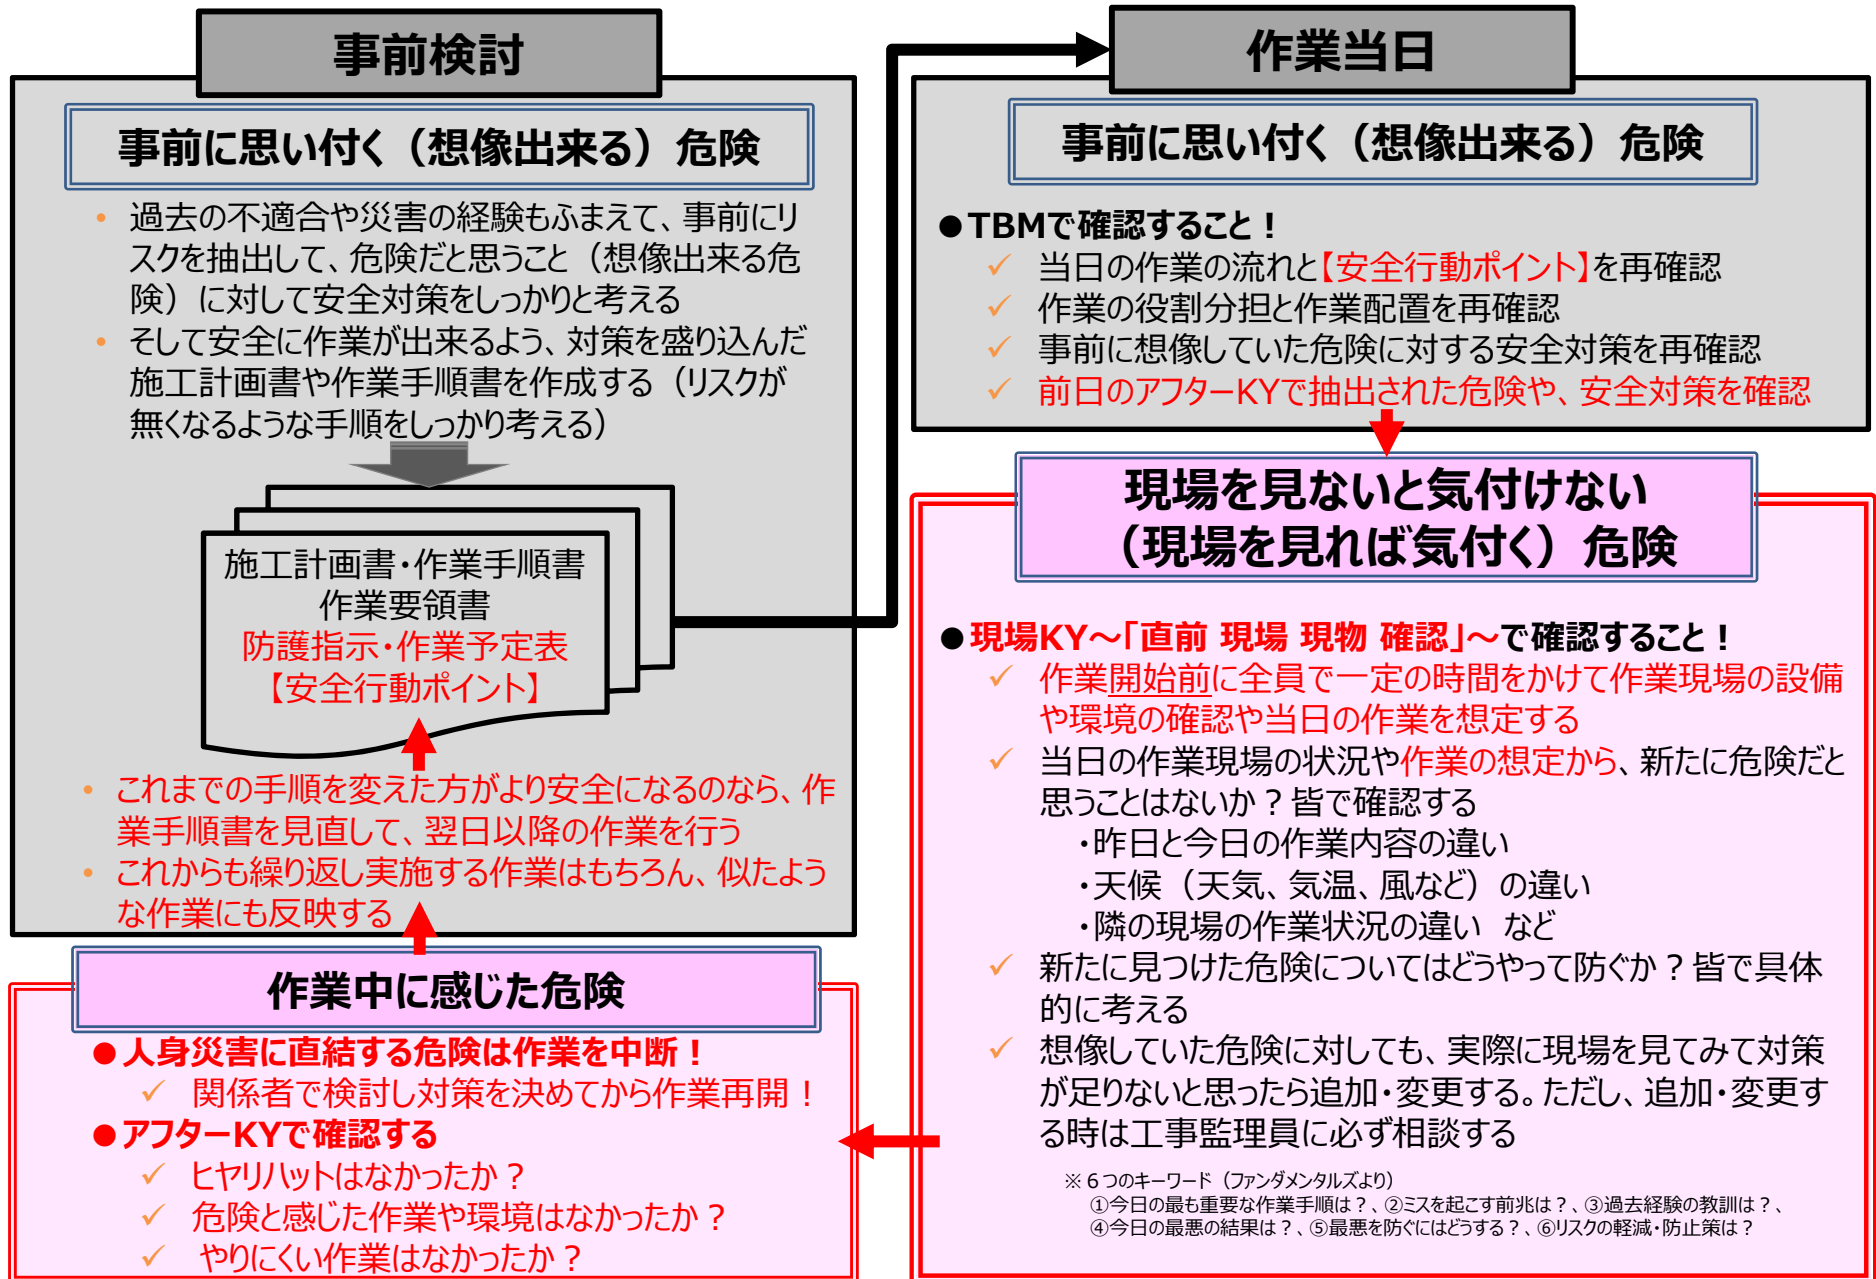 事前検討
事前に思い付く（想像出来る）危険
• 過去の不適合や災害の経験もふまえて、事前にリ
スクを抽出して、危険だと思うこと（想像出来る危
険）に対して安全対策をしっかりと考える
• そして安全に作業が出来るよう、対策を盛り込んだ
施工計画書や作業手順書を作成する（リスクが
無くなるような手順をしっかり考える）
施工計画書・作業手順書
作業要領書
防護指示・作業予定表
【安全行動ポイント】
• これまでの手順を変えた方がより安全になるのなら、作
業手順書を見直して、翌日以降の作業を行う
• これからも繰り返し実施する作業はもちろん、似たよう
な作業にも反映する
作業当日
事前に思い付く（想像出来る）危険
●TBMで確認すること！
✓ 当日の作業の流れと【安全行動ポイント】を再確認
✓ 作業の役割分担と作業配置を再確認
✓ 事前に想像していた危険に対する安全対策を再確認
✓ 前日のアフターKYで抽出された危険や、安全対策を確認
現場を見ないと気付けない
（現場を見れば気付く）危険
●現場KY～「直前 現場 現物 確認」～で確認すること！
✓ 作業開始前に全員で一定の時間をかけて作業現場の設備
や環境の確認や当日の作業を想定する
✓ 当日の作業現場の状況や作業の想定から、新たに危険だと
思うことはないか？皆で確認する
・昨日と今日の作業内容の違い
・天候（天気、気温、風など）の違い
・隣の現場の作業状況の違い など
✓ 新たに見つけた危険についてはどうやって防ぐか？皆で具体
的に考える
✓ 想像していた危険に対しても、実際に現場を見てみて対策
が足りないと思ったら追加・変更する。ただし、追加・変更す
る時は工事監理員に必ず相談する
※６つのキーワード（ファンダメンタルズより）
①今日の最も重要な作業手順は？、②ミスを起こす前兆は？、③過去経験の教訓は？、
④今日の最悪の結果は？、⑤最悪を防ぐにはどうする？、⑥リスクの軽減・防止策は？
作業中に感じた危険
●人身災害に直結する危険は作業を中断！
✓ 関係者で検討し対策を決めてから作業再開！
●アフターKYで確認する
✓ ヒヤリハットはなかったか？
✓ 危険と感じた作業や環境はなかったか？
✓ やりにくい作業はなかったか？